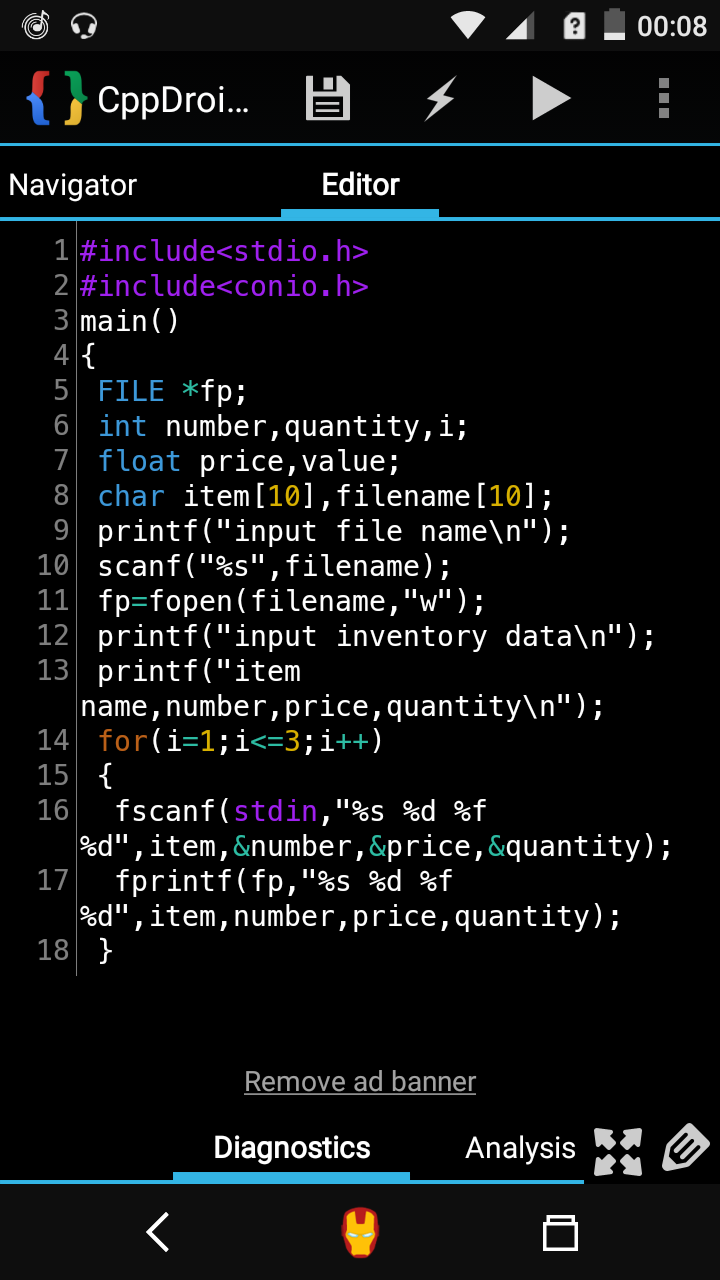 00:08
CppDroi...
Navigator
Editor
1 #include<stdio.h>
2 #include<conio.h>
3 main()
4 {
5 FILE *fp;
6 int number,quantity,i;
7 float price,value;
8 char item[10],filename[10];
9 printf("input file name\n");
10 scanf("%s",filename);
11 fp=fopen(filename,"w");
12 printf("input inventory data\n");
13 printf("item
name,number,price,quantity\n");
14 for(i=1;i<=3;i++)
15 {
16 fscanf(stdin,"%s %d %f
%d",item,&number,&price,&quantity);
17 fprintf(fp,"%s %d %f
%d",item,number,price,quantity);
18 }
Remove ad banner
Diagnostics
Analysis